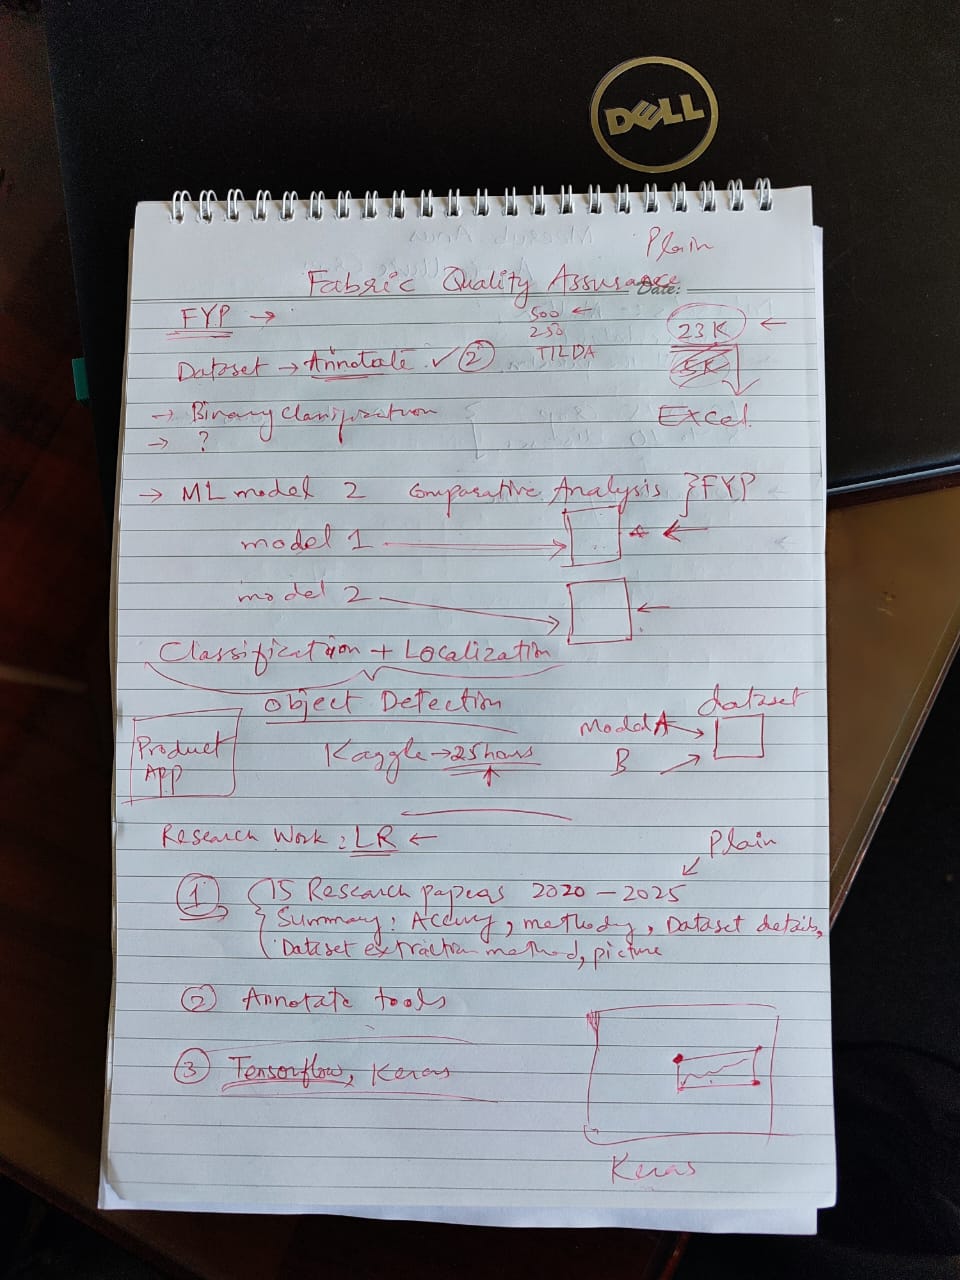 DELL
Plain
Fabric Quality Assurance
Date:
FYP →
500 ←
250
TILDA
23K ←
Dataset → Annotate ✓ 2
Excel
→ Binary Classification
→ ?
→ ML model 2 Comparative Analysis } FYP
model 1
model 2
Classification + Localization
Object Detection
Product
APP
Kaggle → 25 hours
dataset
Model A
B
Research Work : LR ←
Plain
1 15 Research papers 2020 – 2025
Summary: Accuracy, methody, Dataset details,
Dataset extraction method, picture
2 Annotate tools
3 Tensorflow, Keras
Keras